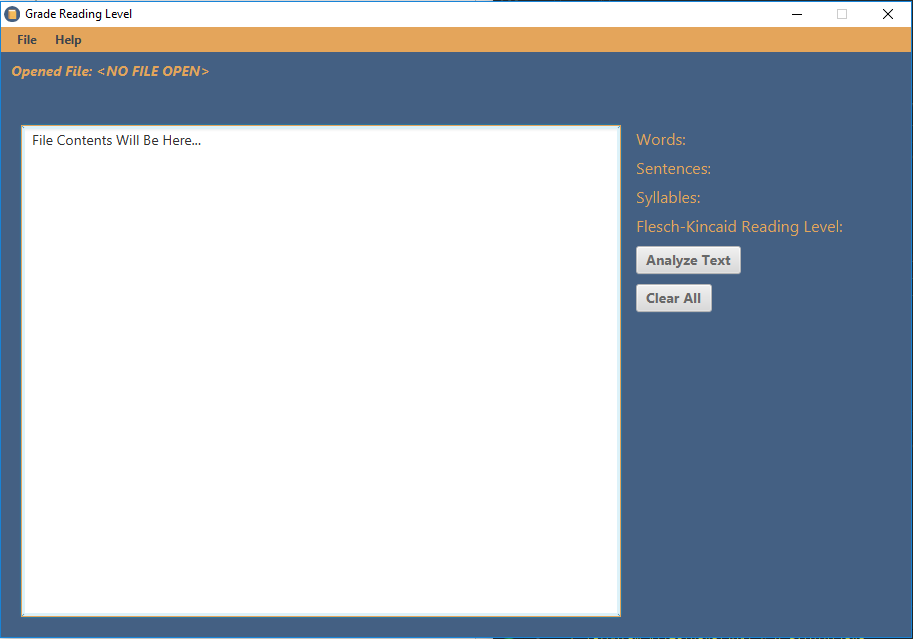 Grade Reading Level
File Help
Opened File: <NO FILE OPEN>
File Contents Will Be Here...
Words:
Sentences:
Syllables:
Flesch-Kincaid Reading Level:
Analyze Text
Clear All